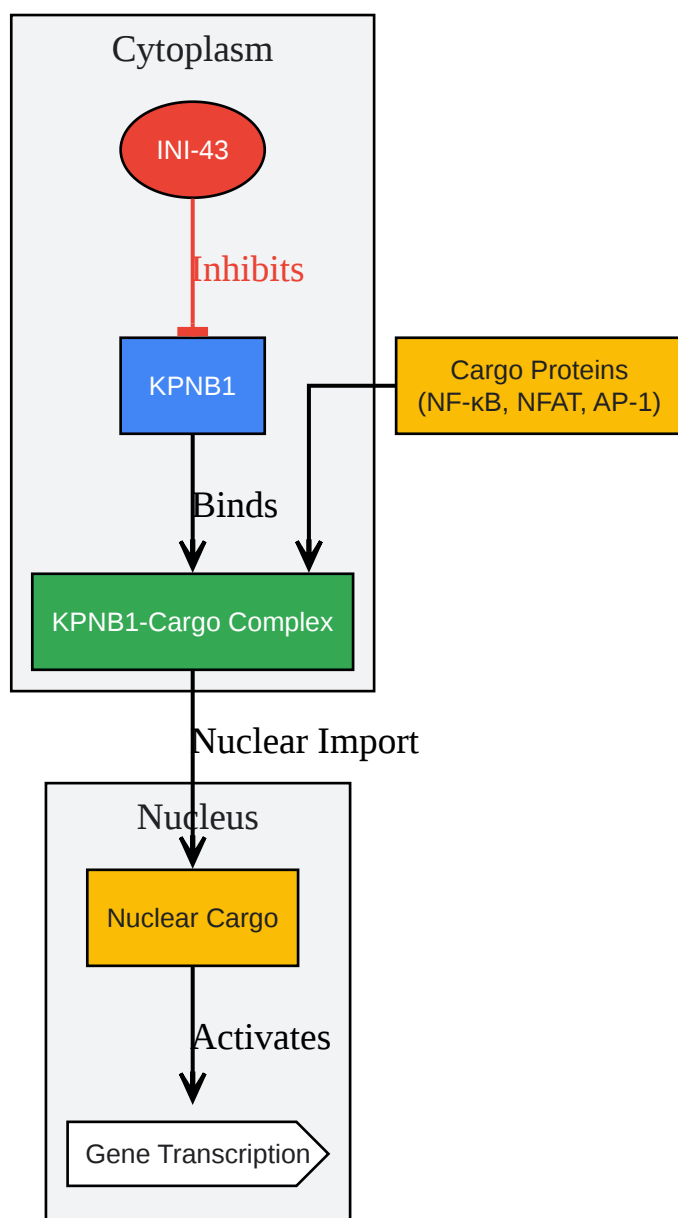 Cytoplasm
INI-43
Inhibits
KPNB1
Cargo Proteins
(NF-κB, NFAT, AP-1)
Binds
KPNB1-Cargo Complex
Nuclear Import
Nucleus
Nuclear Cargo
Activates
Gene Transcription